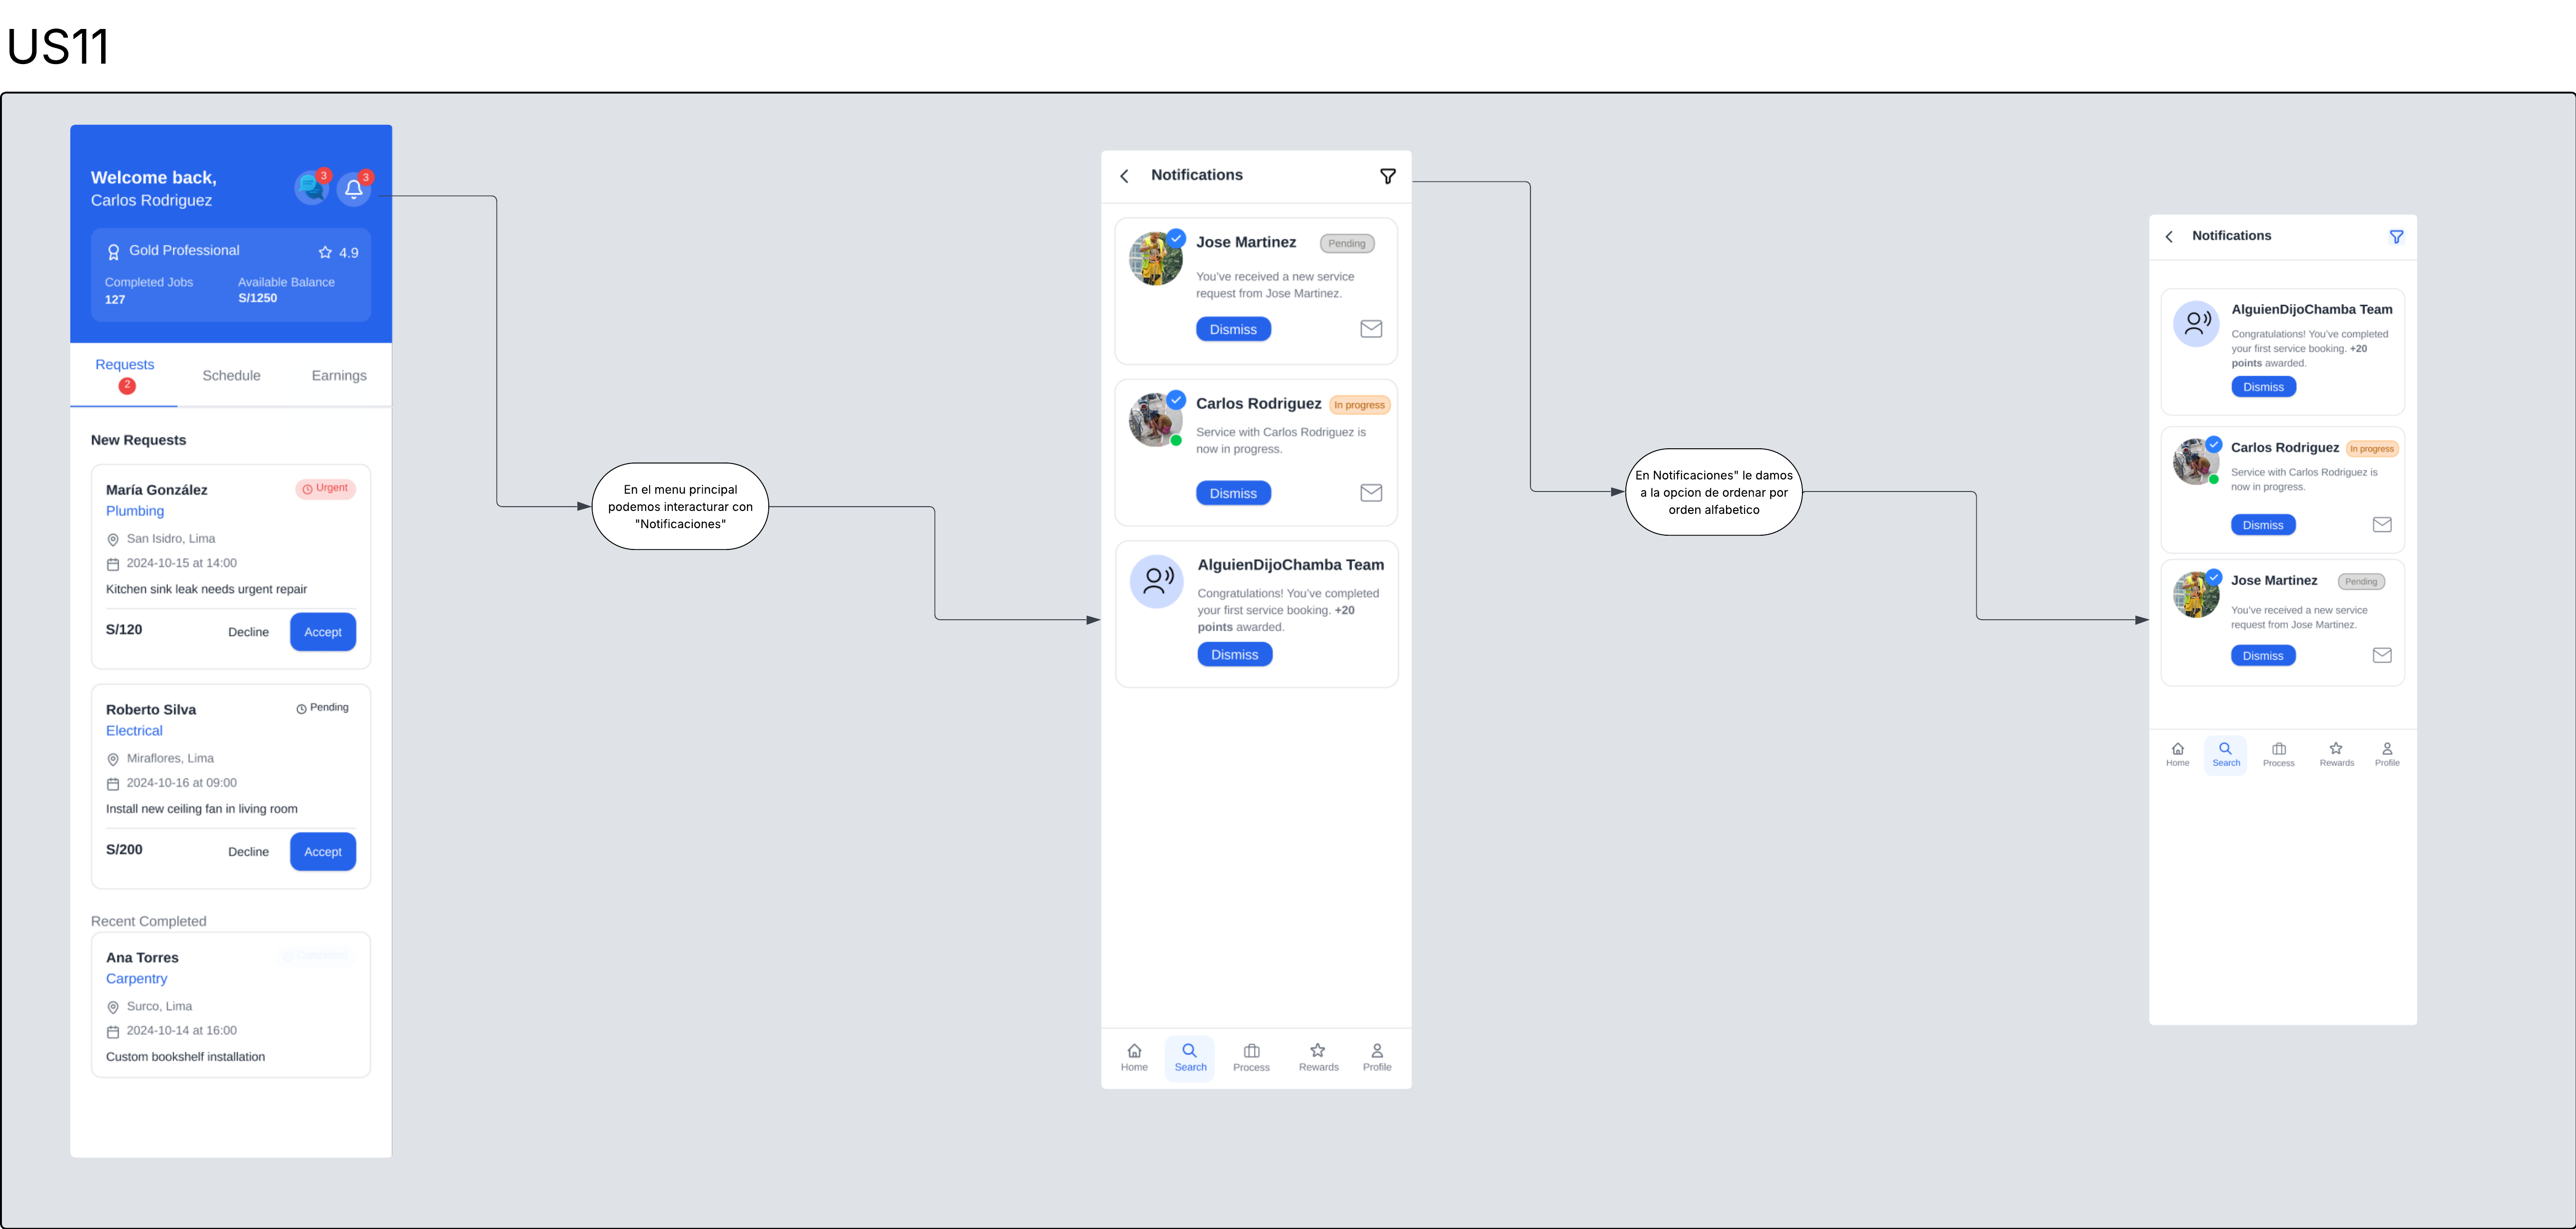 US11
Welcome back,
Carlos Rodriguez
3
3
Gold Professional
4.9
Completed Jobs
Available Balance
127
S/1250
Requests
2
Schedule
Earnings
New Requests
María González
Urgent
Plumbing
San Isidro, Lima
2024-10-15 at 14:00
Kitchen sink leak needs urgent repair
S/120
Decline
Accept
Roberto Silva
Pending
Electrical
Miraflores, Lima
2024-10-16 at 09:00
Install new ceiling fan in living room
S/200
Decline
Accept
Recent Completed
Ana Torres
Completed
Carpentry
Surco, Lima
2024-10-14 at 16:00
Custom bookshelf installation
En el menu principal
podemos interacturar con
"Notificaciones"
Notifications
Jose Martinez
Pending
You've received a new service
request from Jose Martinez.
Dismiss
Carlos Rodriguez
In progress
Service with Carlos Rodriguez is
now in progress.
Dismiss
AlguienDijoChamba Team
Congratulations! You've completed
your first service booking. +20
points awarded.
Dismiss
Home
Search
Process
Rewards
Profile
En Notificaciones" le damos
a la opcion de ordenar por
orden alfabetico
Notifications
AlguienDijoChamba Team
Congratulations! You've completed
your first service booking. +20
points awarded.
Dismiss
Carlos Rodriguez
In progress
Service with Carlos Rodriguez is
now in progress.
Dismiss
Jose Martinez
Pending
You've received a new service
request from Jose Martinez.
Dismiss
Home
Search
Process
Rewards
Profile